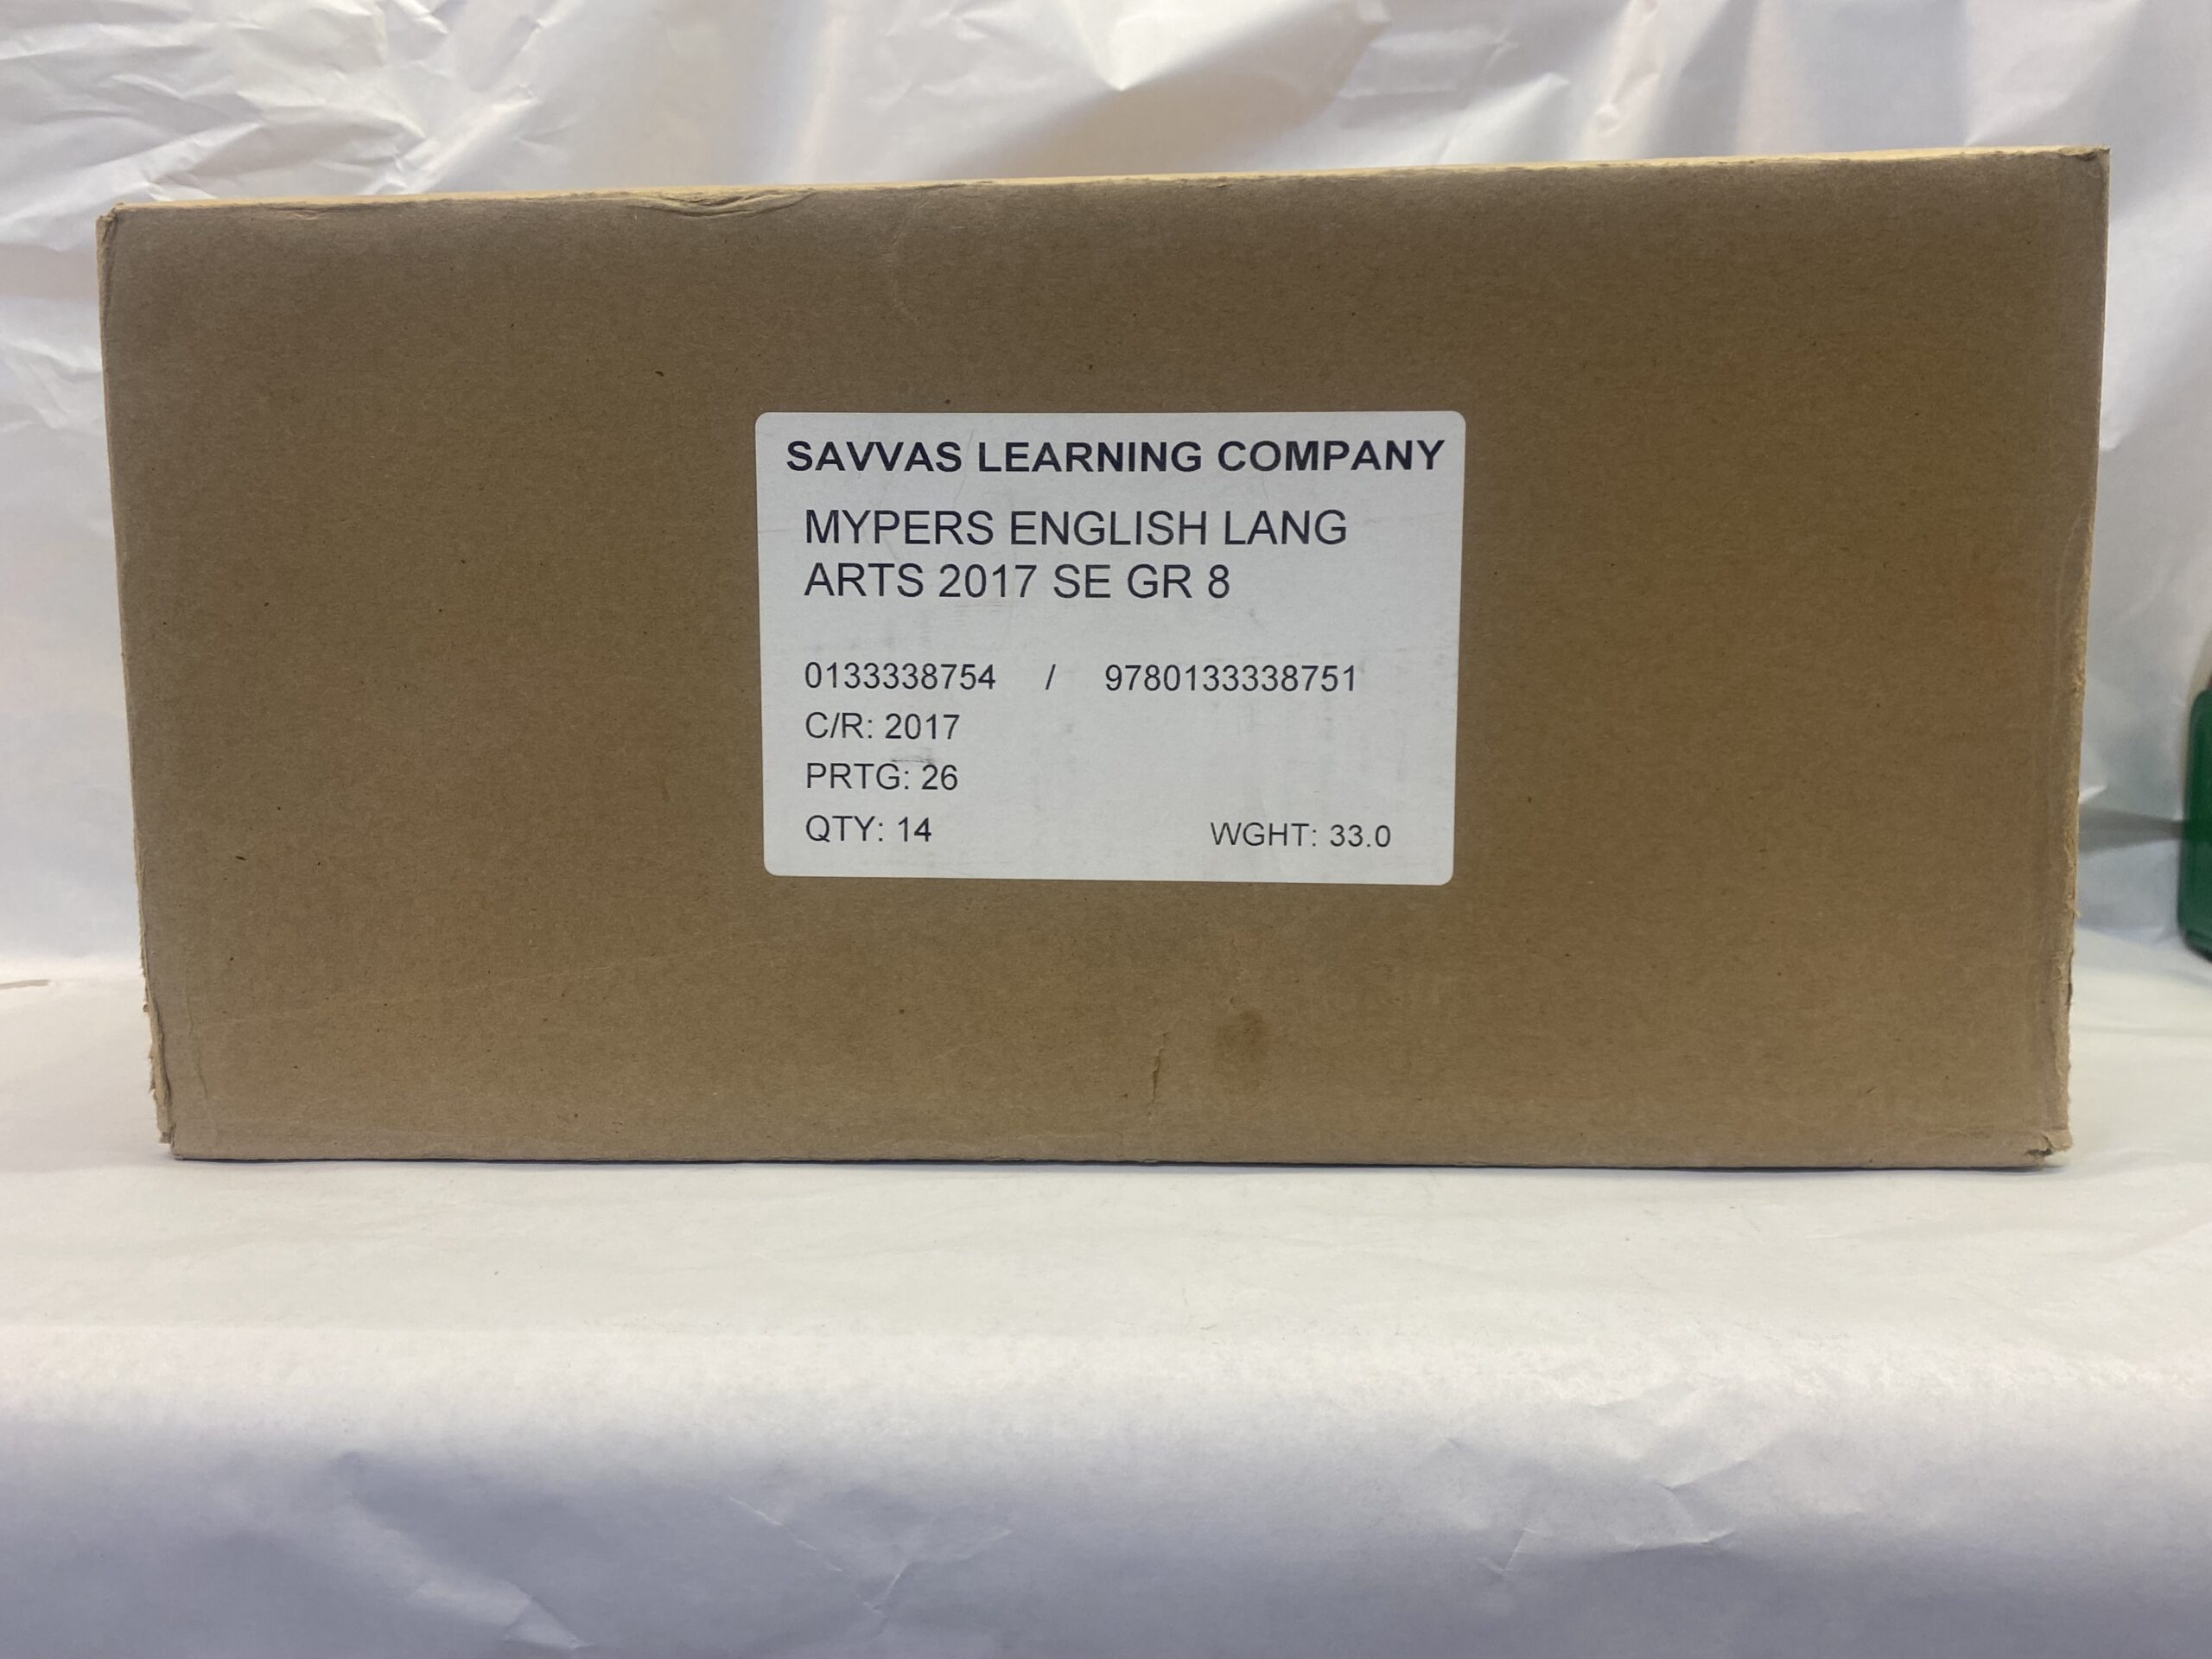 SAVVAS LEARNING COMPANY
MYPERS ENGLISH LANG
ARTS 2017 SE GR 8
0133338754 / 9780133338751
C/R: 2017
PRTG: 26
QTY: 14 WGHT: 33.0